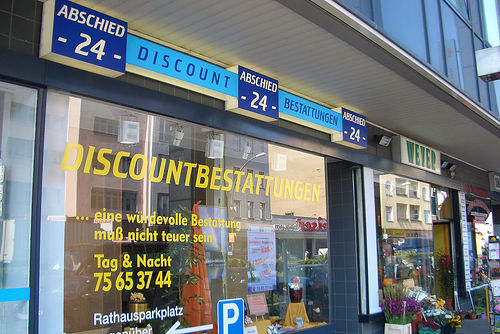 ABSCHIED
- 24 -
DISCOUNT
ABSCHIED
- 24 -
BESTATTUNGEN
ABSCHIED
- 24 -
WEYER
DISCOUNTBESTATTUNGEN
... eine würdevolle Bestattung
muß nicht teuer sein
Tag & Nacht
75 65 37 44
Rathausparkplatz
gegenüber
P